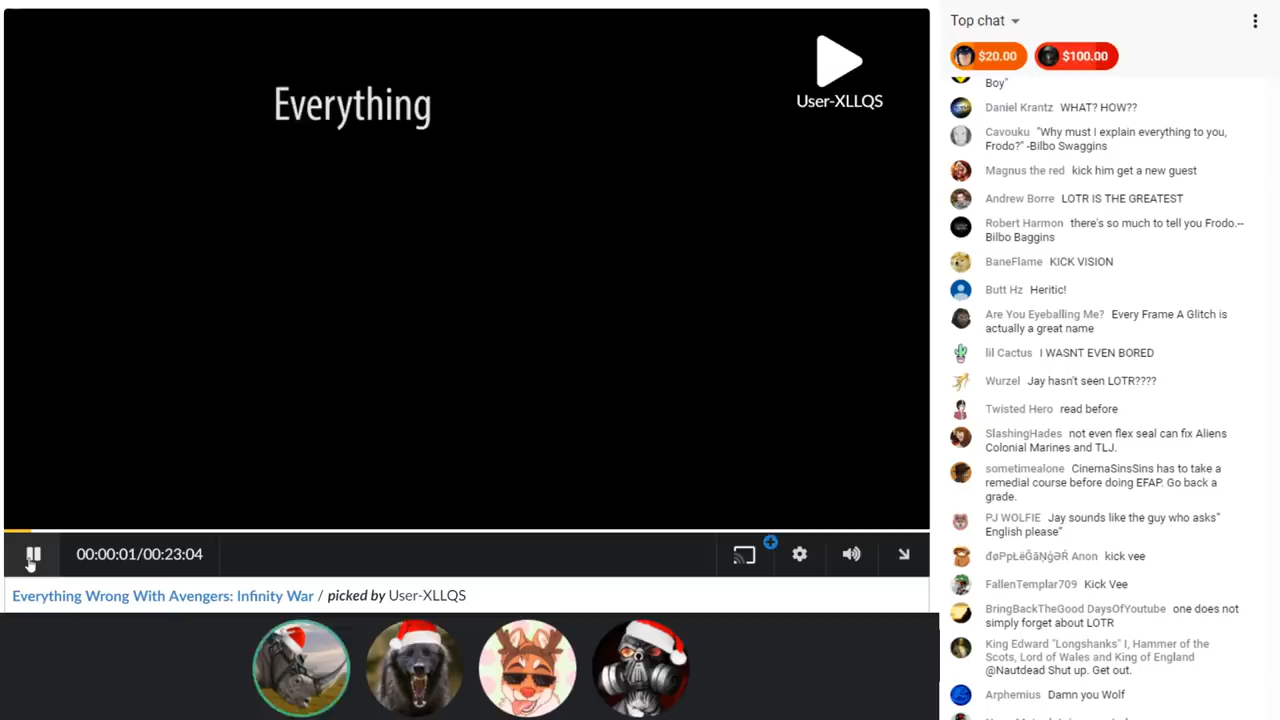 Everything
User-XLLQS
00:00:01/00:23:04
Everything Wrong With Avengers: Infinity War / picked by User-XLLQS
Top chat
$20.00
$100.00
Boy"
Daniel Krantz WHAT? HOW??
Cavouku "Why must I explain everything to you,
Frodo?" -Bilbo Swaggins
Magnus the red kick him get a new guest
Andrew Borre LOTR IS THE GREATEST
Robert Harmon there's so much to tell you Frodo.--
Bilbo Baggins
BaneFlame KICK VISION
Butt Hz Heritic!
Are You Eyeballing Me? Every Frame A Glitch is
actually a great name
lil Cactus I WASNT EVEN BORED
Wurzel Jay hasn't seen LOTR????
Twisted Hero read before
SlashingHades not even flex seal can fix Aliens
Colonial Marines and TLJ.
sometimealone CinemaSinsSins has to take a
remedial course before doing EFAP. Go back a
grade.
PJ WOLFIE Jay sounds like the guy who asks"
English please"
Anon kick vee
FallenTemplar709 Kick Vee
BringBackTheGood DaysOfYoutube one does not
simply forget about LOTR
King Edward "Longshanks" I, Hammer of the
Scots, Lord of Wales and King of England
@Nautdead Shut up. Get out.
Arphemius Damn you Wolf